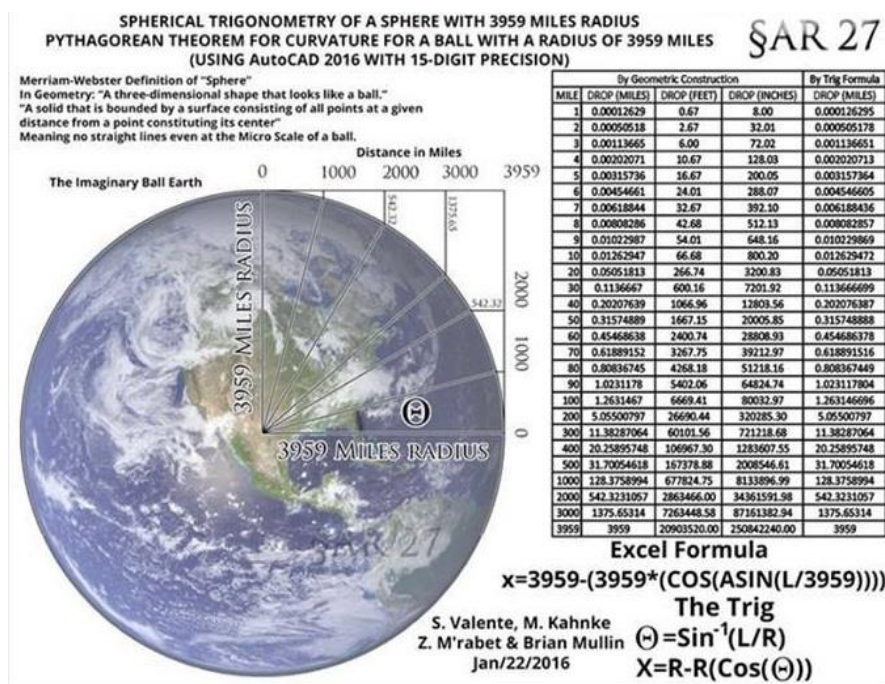 SPHERICAL TRIGONOMETRY OF A SPHERE WITH 3959 MILES RADIUS
PYTHAGOREAN THEOREM FOR CURVATURE FOR A BALL WITH A RADIUS OF 3959 MILES
(USING AutoCAD 2016 WITH 15-DIGIT PRECISION)
§AR 27
Merriam-Webster Definition of "Sphere"
In Geometry: "A three-dimensional shape that looks like a ball."
"A solid that is bounded by a surface consisting of all points at a given
distance from a point constituting its center"
Meaning no straight lines even at the Micro Scale of a ball.
Distance in Miles
0 1000 2000 3000 3959
The Imaginary Ball Earth
542.32
1375.65
542.32
2000
1000
0
3959 MILES RADIUS
Θ
3959 MILES RADIUS
§AR 27
By Geometric Construction By Trig Formula
MILE DROP (MILES) DROP (FEET) DROP (INCHES) DROP (MILES)
1 0.00012629 0.67 8.00 0.000126295
2 0.00050518 2.67 32.01 0.000505178
3 0.00113665 6.00 72.02 0.001136651
4 0.00202071 10.67 128.03 0.002020713
5 0.00315736 16.67 200.05 0.003157364
6 0.00454661 24.01 288.07 0.004546605
7 0.00618844 32.67 392.10 0.006188436
8 0.00808286 42.68 512.13 0.008082857
9 0.01022987 54.01 648.16 0.010229869
10 0.01262947 66.68 800.20 0.012629472
20 0.05051813 266.74 3200.83 0.05051813
30 0.1136667 600.16 7201.92 0.113666699
40 0.20207639 1066.96 12803.56 0.202076387
50 0.31574889 1667.15 20005.85 0.315748888
60 0.45468638 2400.74 28808.93 0.454686378
70 0.61889152 3267.75 39212.97 0.618891516
80 0.80836745 4268.18 51218.16 0.808367449
90 1.0231178 5402.06 64824.74 1.023117804
100 1.2631467 6669.41 80032.97 1.263146696
200 5.05500797 26690.44 320285.30 5.05500797
300 11.38287064 60101.56 721218.68 11.38287064
400 20.25895748 106967.30 1283607.55 20.25895748
500 31.70054618 167378.88 2008546.61 31.70054618
1000 128.3758994 677824.75 8133896.99 128.3758994
2000 542.3231057 2863466.00 34361591.98 542.3231057
3000 1375.65314 7263448.58 87161382.94 1375.65314
3959 3959 20903520.00 250842240.00 3959
Excel Formula
x=3959-(3959*(COS(ASIN(L/3959))))
The Trig
Θ=Sin⁻¹(L/R)
X=R-R(Cos(Θ))
S. Valente, M. Kahnke
Z. M'rabet & Brian Mullin
Jan/22/2016